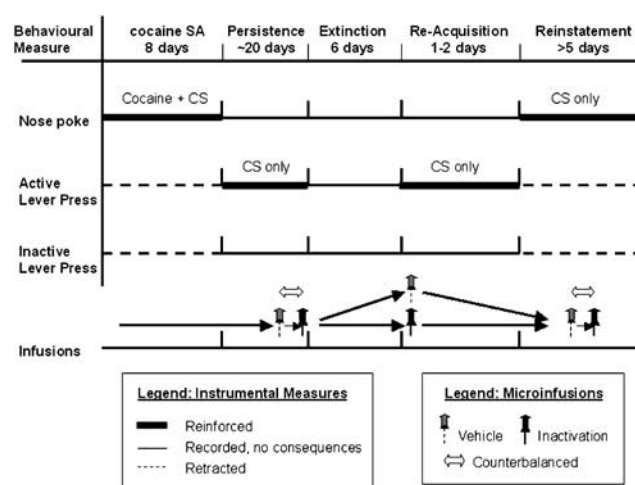 Behavioural Measure
cocaine SA 8 days
Persistence ~20 days
Extinction 6 days
Re-Acquisition 1-2 days
Reinstatement >5 days
Cocaine + CS
CS only
Nose poke
CS only
CS only
Active Lever Press
Inactive Lever Press
Infusions
Legend: Instrumental Measures
Reinforced
Recorded, no consequences
Retracted
Legend: Microinfusions
Vehicle
Inactivation
Counterbalanced